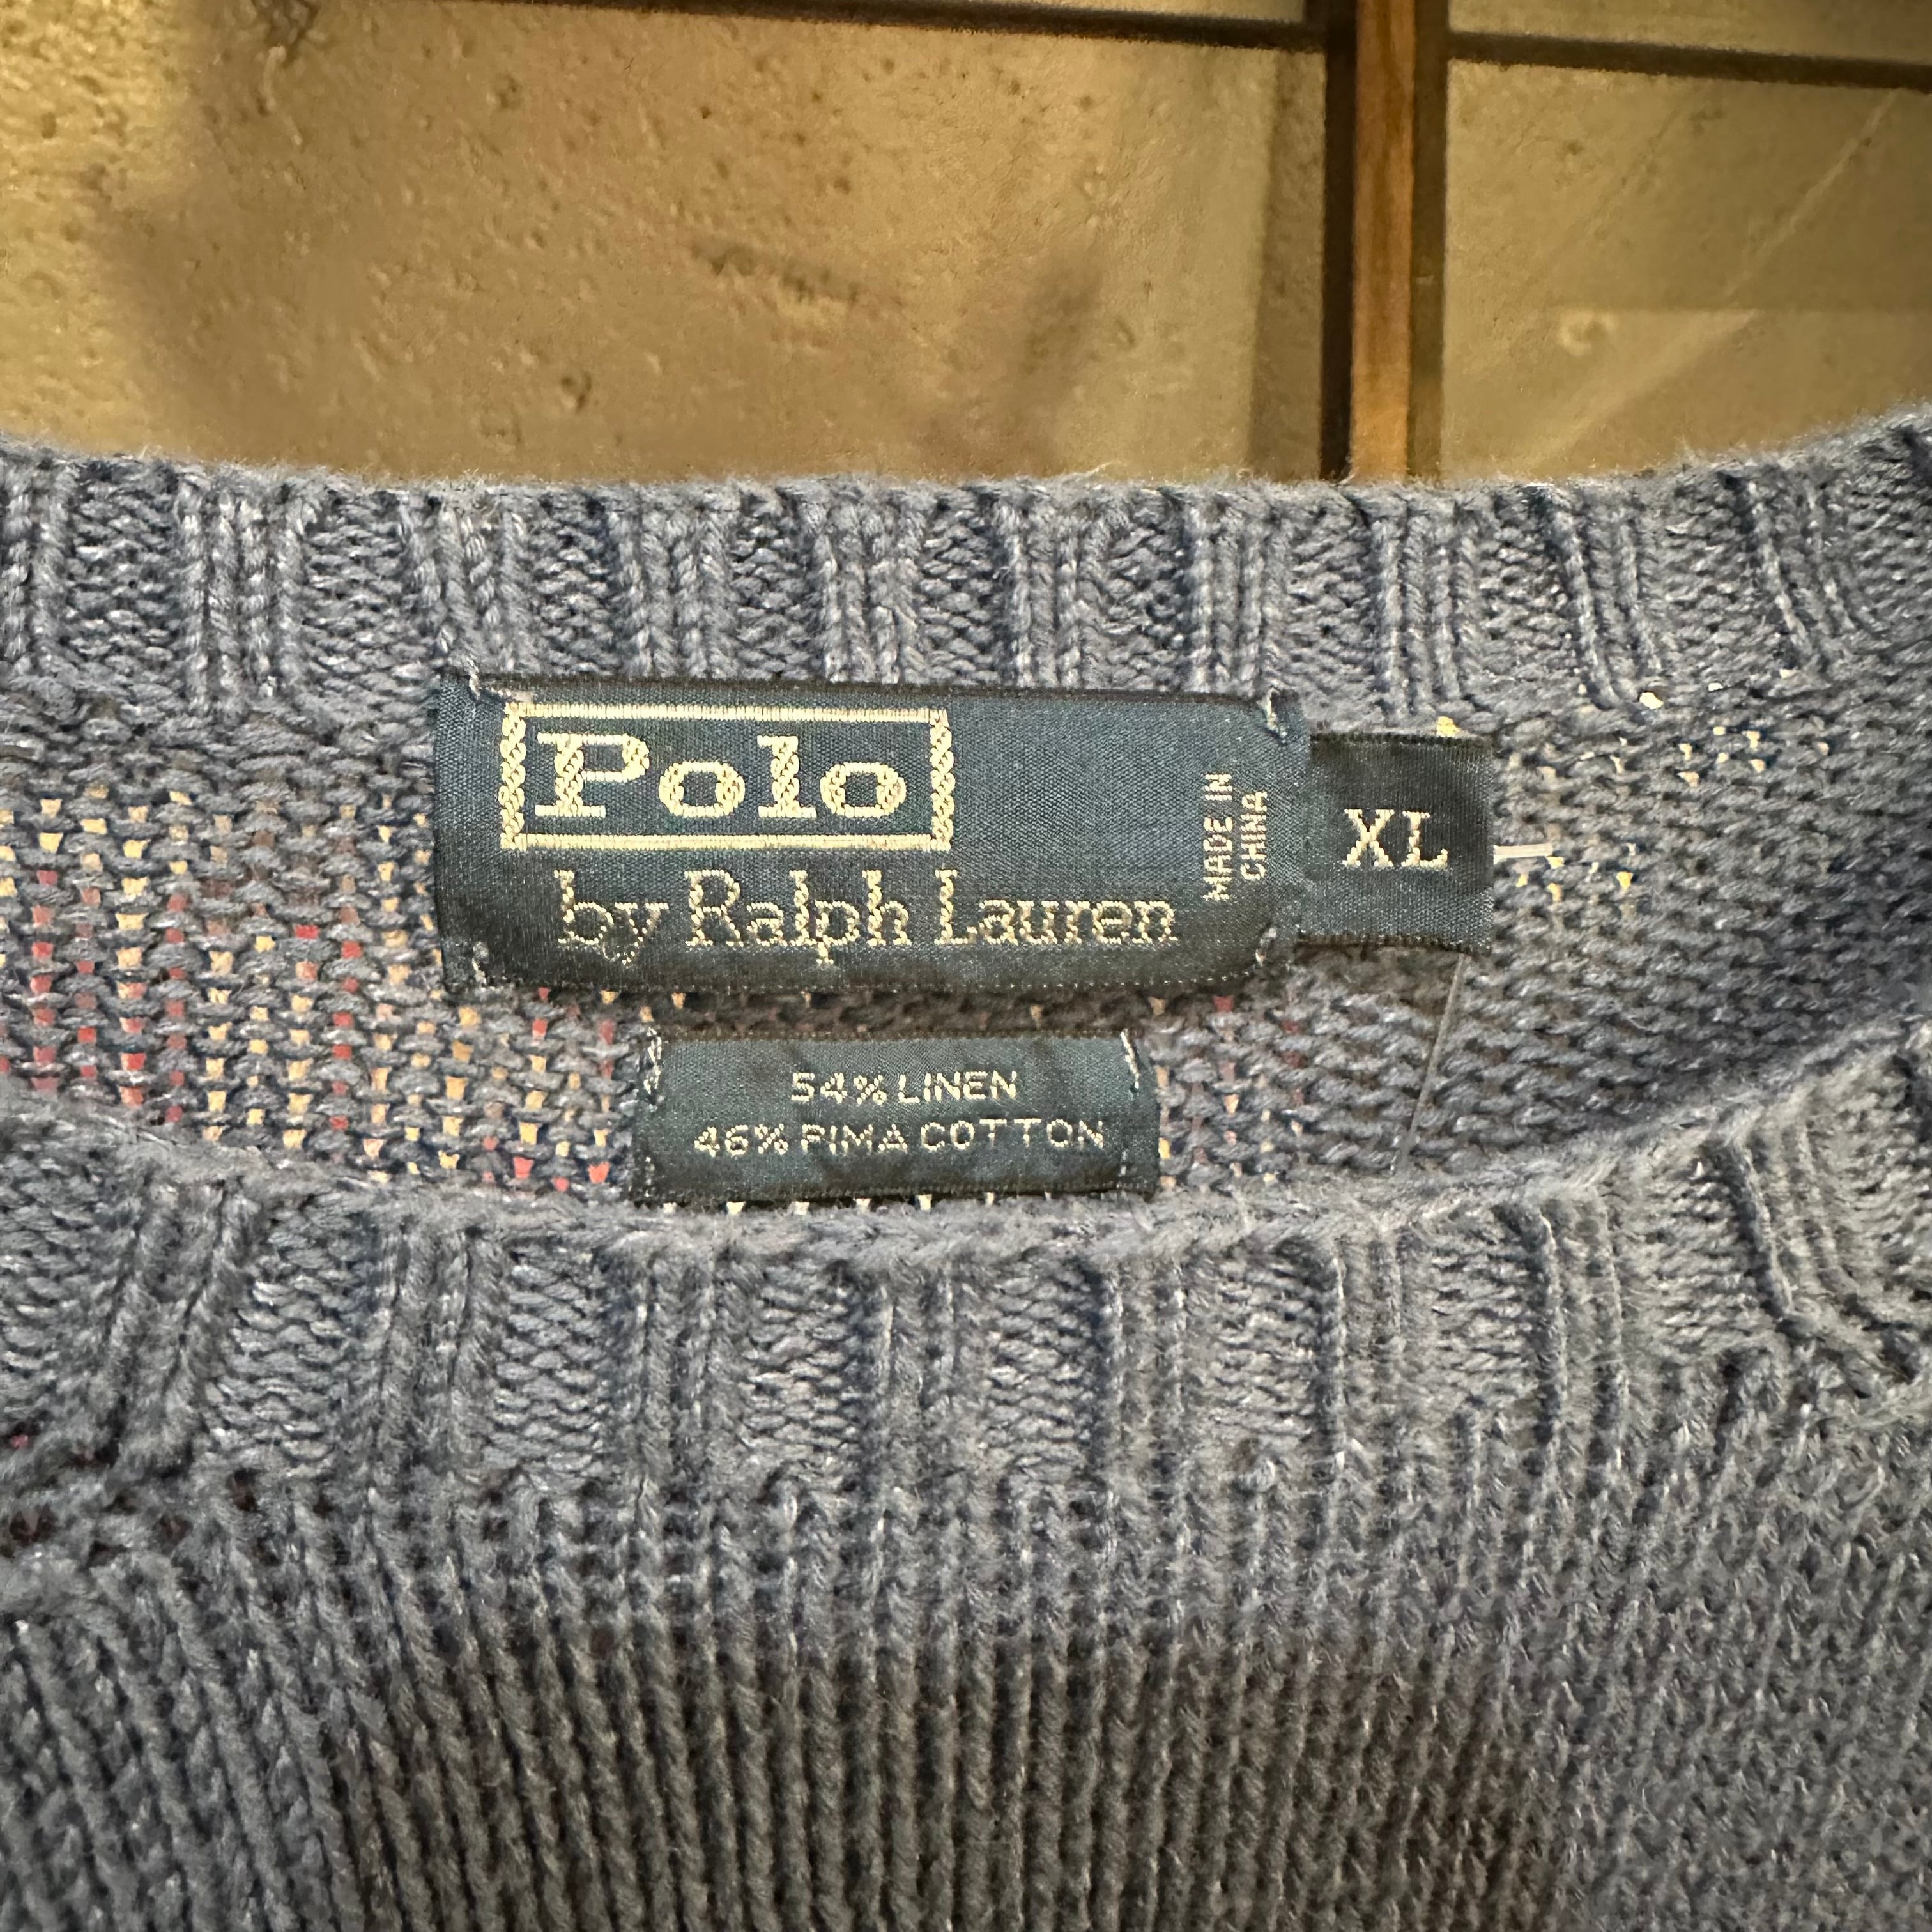 Polo
by Ralph Lauren
MADE IN
CHINA
XL
54% LINEN
46% PIMA COTTON